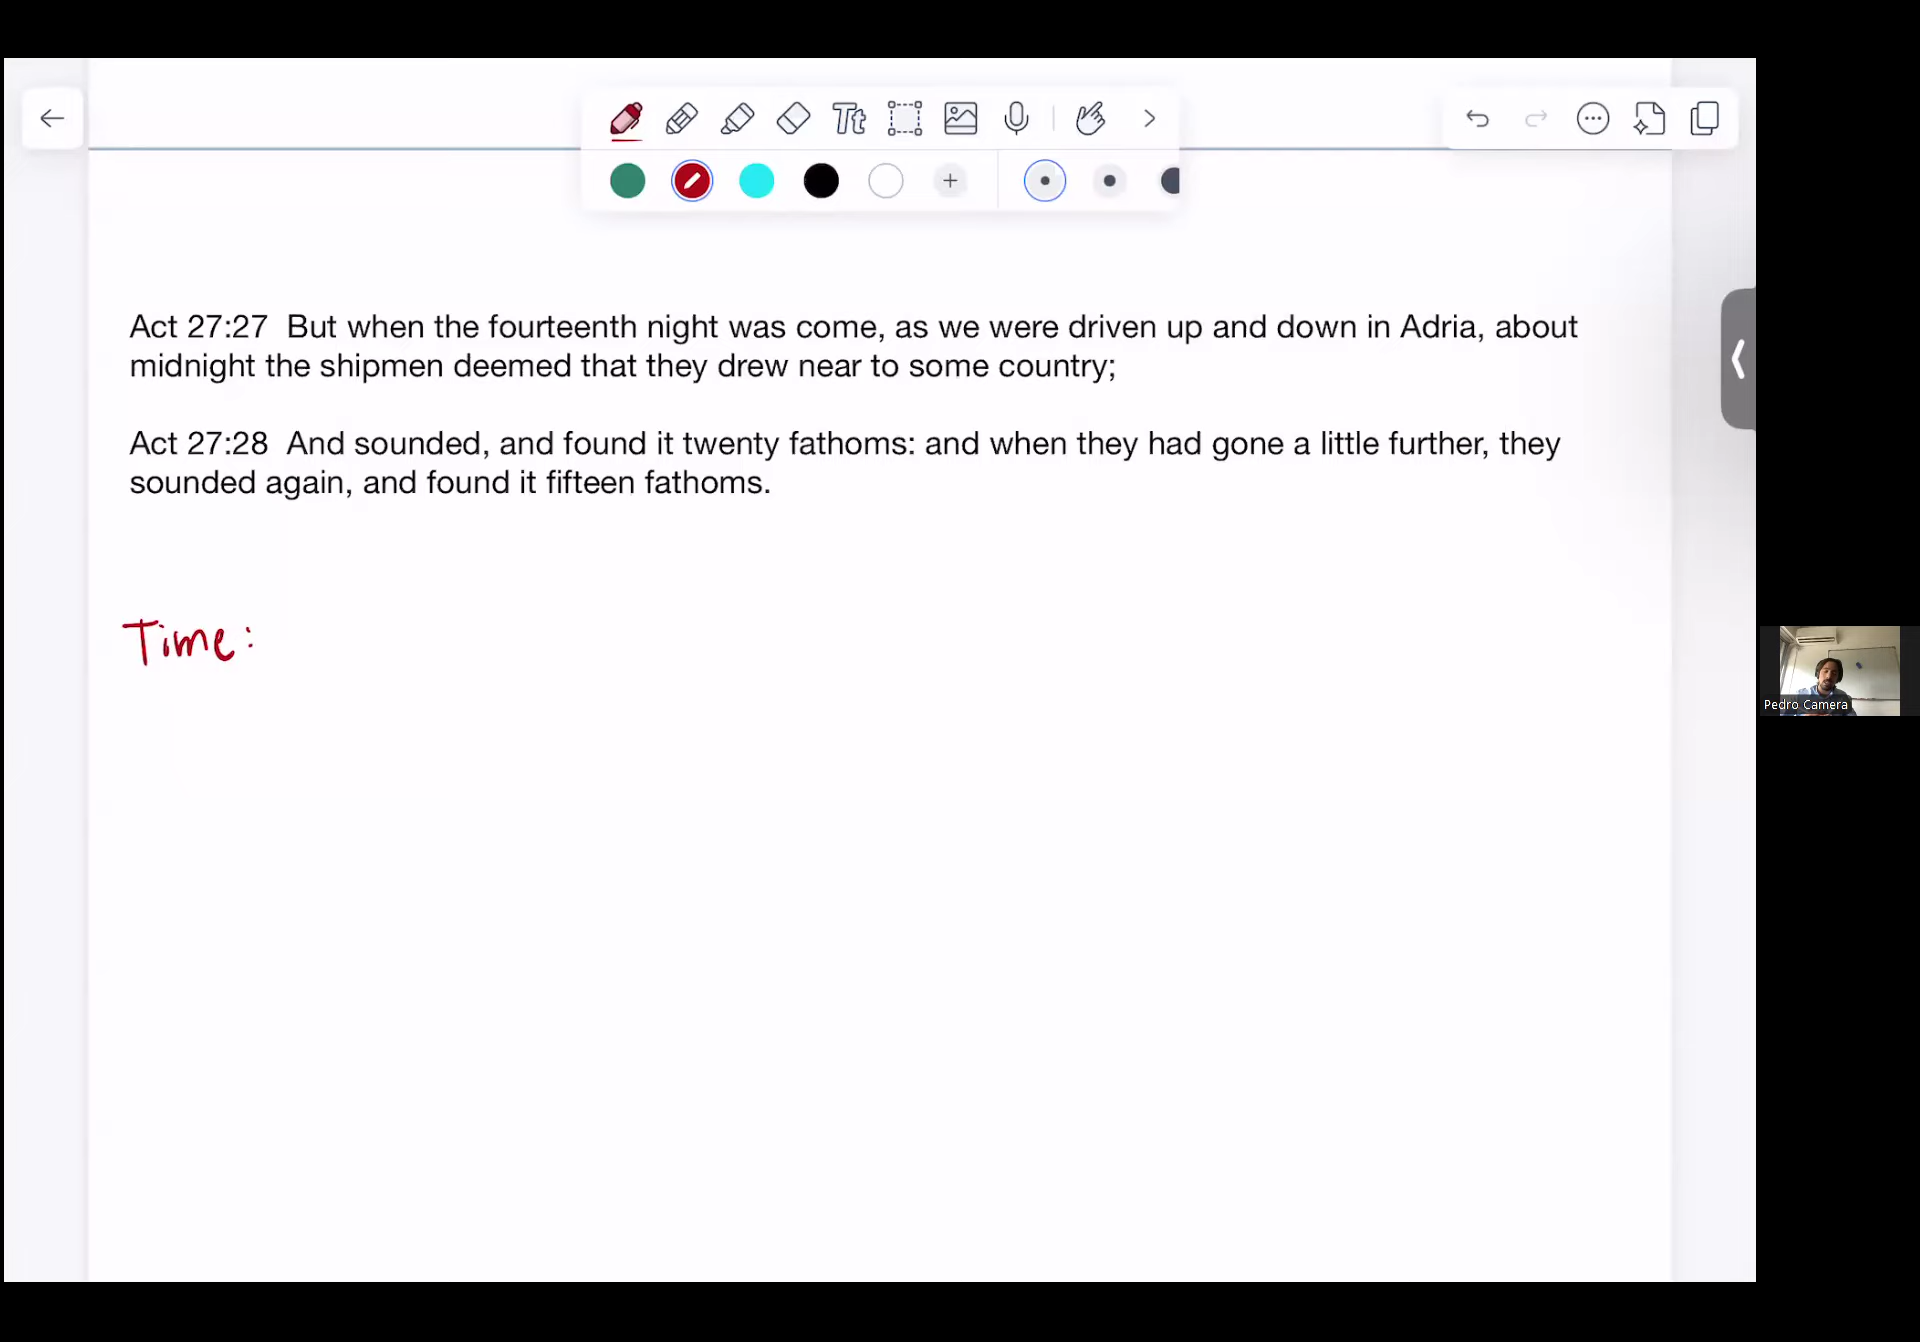 Tt
Act 27:27  But when the fourteenth night was come, as we were driven up and down in Adria, about
midnight the shipmen deemed that they drew near to some country;
Act 27:28  And sounded, and found it twenty fathoms: and when they had gone a little further, they
sounded again, and found it fifteen fathoms.
Time:
Pedro Camera